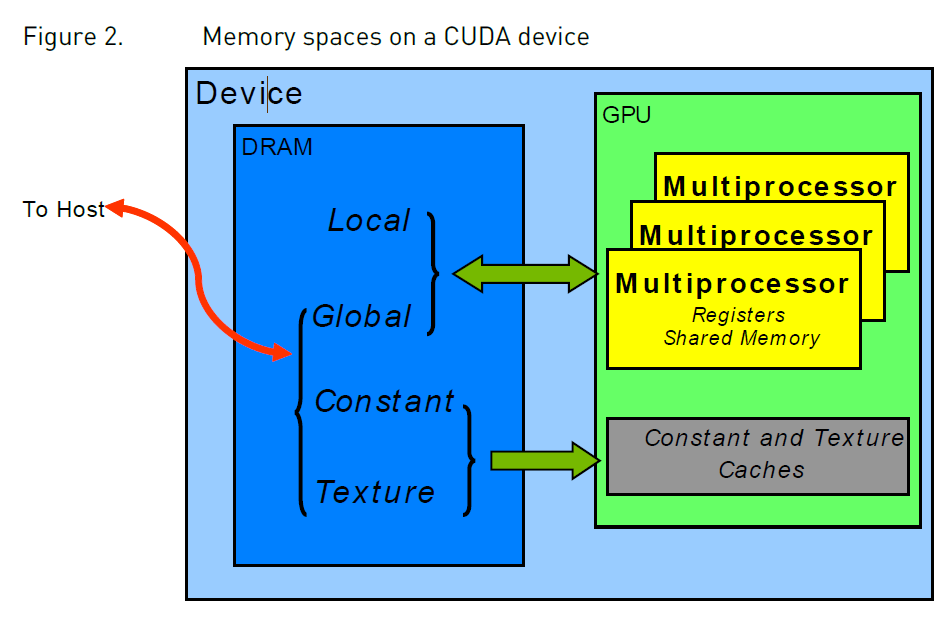 Figure 2. Memory spaces on a CUDA device
Device
DRAM
GPU
To Host
Local
Global
Constant
Texture
Multiprocessor
Multiprocessor
Multiprocessor
Registers
Shared Memory
Constant and Texture
Caches